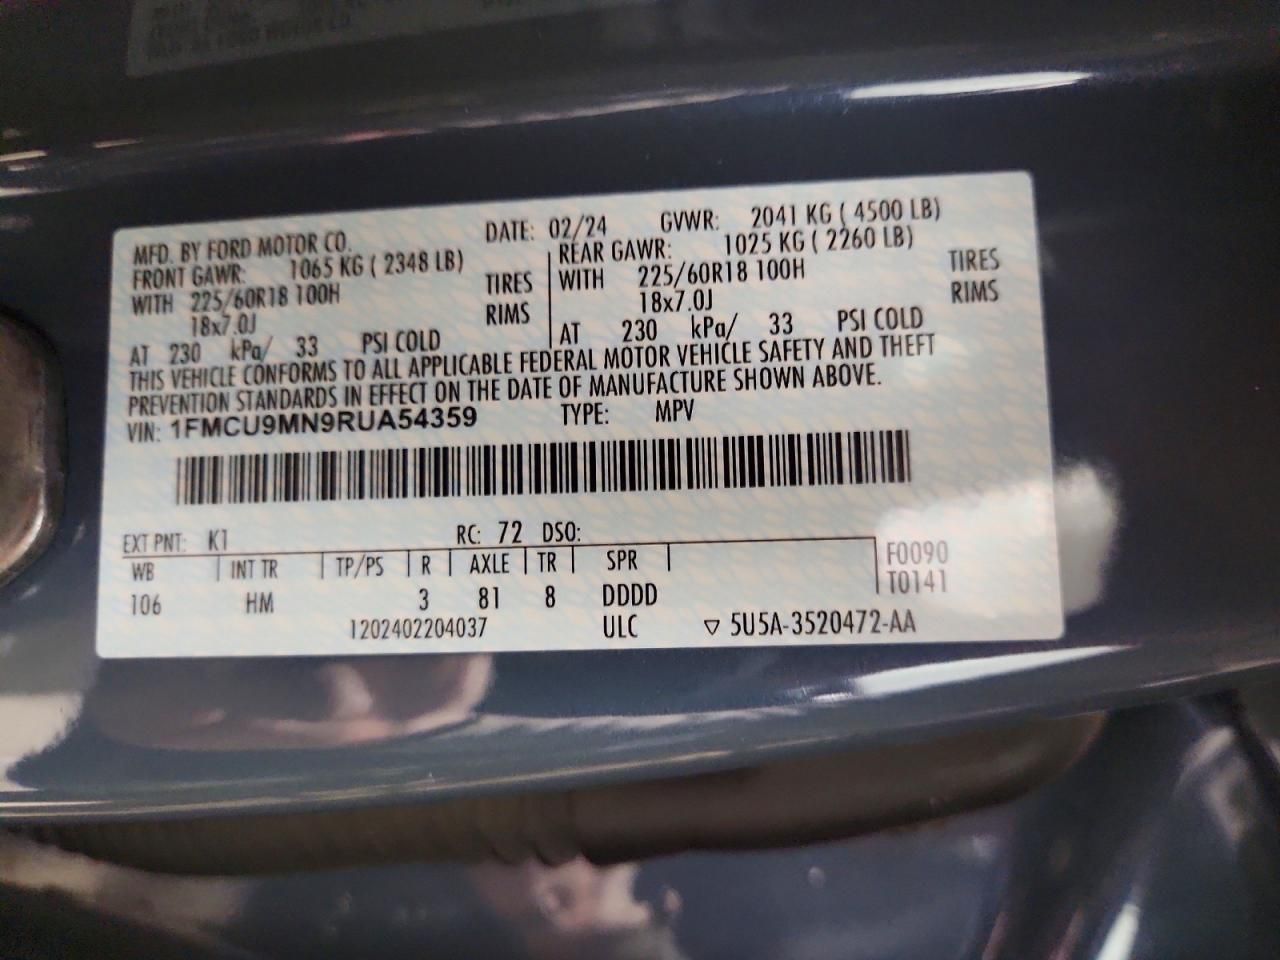 MFD. BY FORD MOTOR CO. DATE: 02/24 GVWR: 2041 KG ( 4500 LB)
FRONT GAWR: 1065 KG ( 2348 LB) REAR GAWR: 1025 KG ( 2260 LB)
WITH 225/60R18 100H TIRES WITH 225/60R18 100H TIRES
18x7.0J RIMS 18x7.0J RIMS
AT 230 kPa/ 33 PSI COLD AT 230 kPa/ 33 PSI COLD
THIS VEHICLE CONFORMS TO ALL APPLICABLE FEDERAL MOTOR VEHICLE SAFETY AND THEFT
PREVENTION STANDARDS IN EFFECT ON THE DATE OF MANUFACTURE SHOWN ABOVE.
VIN: 1FMCU9MN9RUA54359 TYPE: MPV
EXT PNT: K1 RC: 72 DSO:
WB INT TR TP/PS R AXLE TR SPR F0090
106 HM 3 81 8 DDDD T0141
1202402204037 ULC ▽ 5U5A-3520472-AA